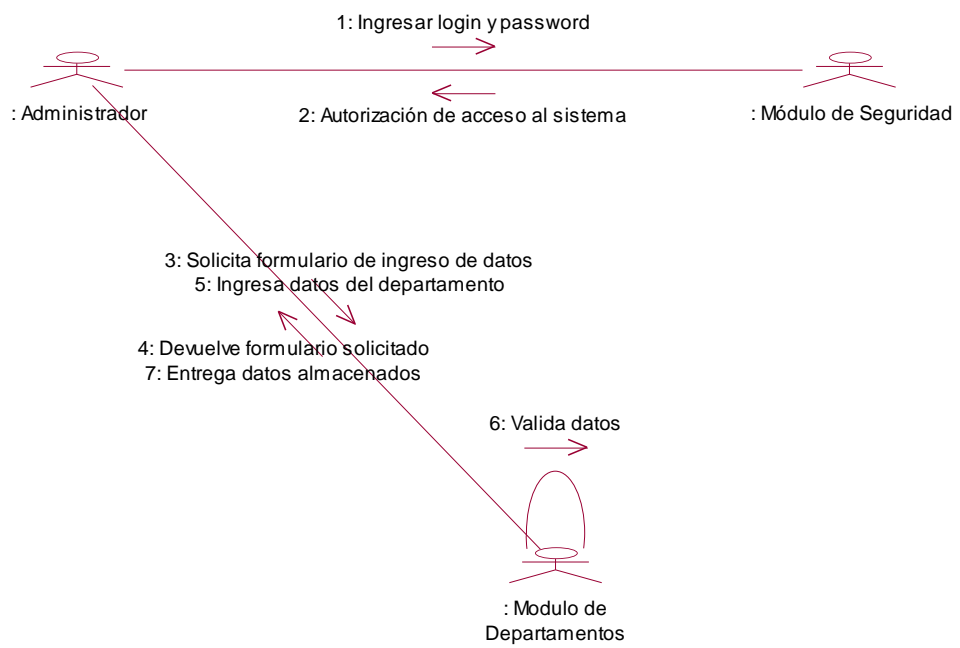 1: Ingresar login y password
: Administrador
2: Autorización de acceso al sistema
: Módulo de Seguridad
3: Solicita formulario de ingreso de datos
5: Ingresa datos del departamento
4: Devuelve formulario solicitado
7: Entrega datos almacenados
6: Valida datos
: Modulo de
Departamentos